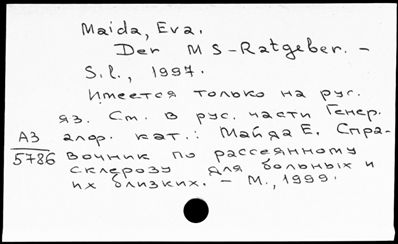 Maida, Eva.
Der MS-Ratgeber. –
S.l., 1997.
Имеется только на рус.
яз. См. в рус. части Генер.
алф. кат.: Майда Е. Спра-
вочник по рассеянному
склерозу для больных и
их близких. – М., 1999.
А3
5786